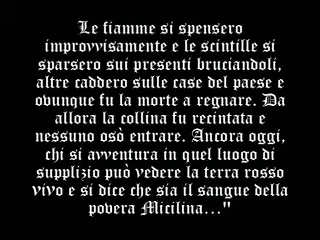 Le fiamme si spensero
improvvisamente e le scintille si
sparsero sui presenti bruciandoli,
altre caddero sulle case del paese e
ovunque fu la morte a regnare. Da
allora la collina fu recintata e
nessuno osò entrare. Ancora oggi,
chi si avventura in quel luogo di
supplizio può vedere la terra rosso
vivo e si dice che sia il sangue della
povera Micilina..."